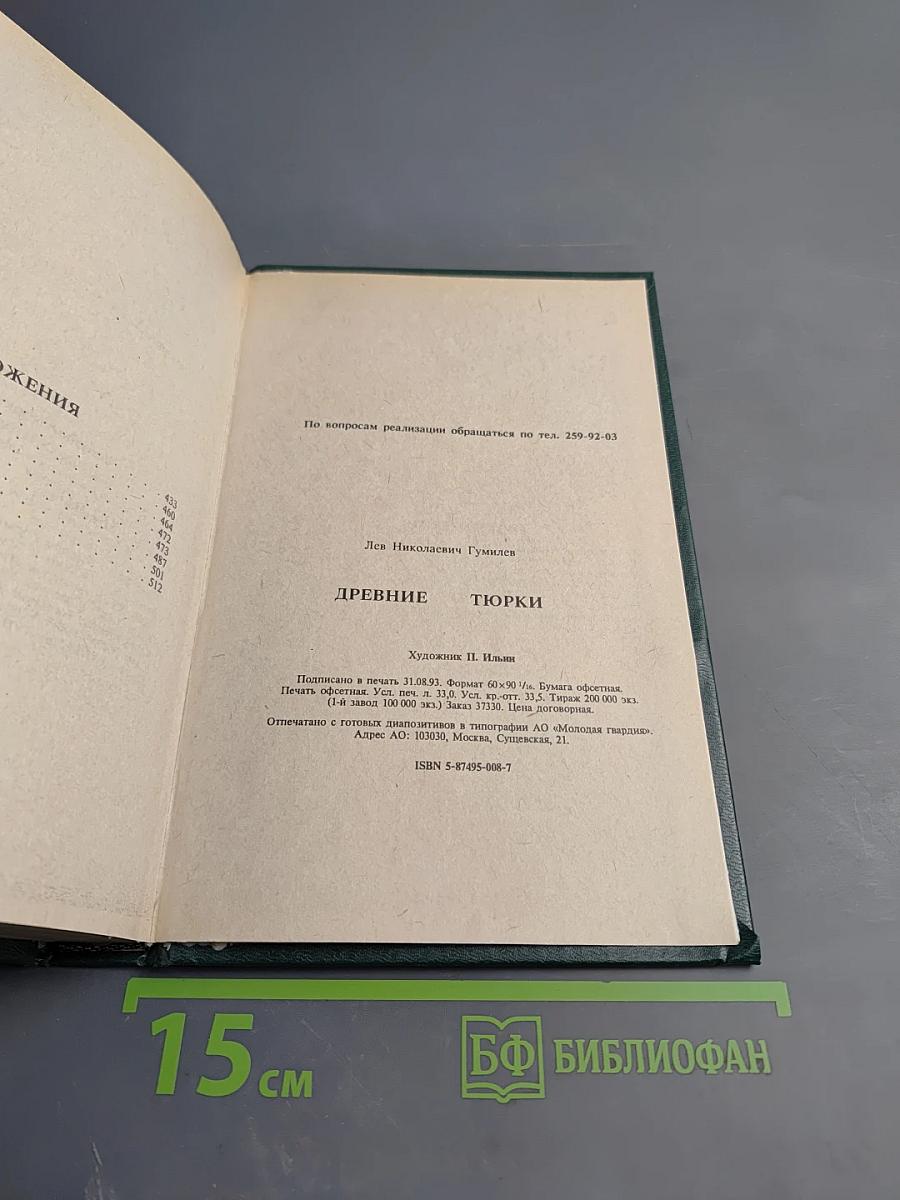 433
460
464
472
473
487
501
512
По вопросам реализации обращаться по тел. 259-92-03
Лев Николаевич Гумилев
ДРЕВНИЕ ТЮРКИ
Художник П. Ильин
Подписано в печать 31.08.93. Формат 60×90 1/16. Бумага офсетная.
Печать офсетная. Усл. печ. л. 33,0. Усл. кр.-отт. 33,5. Тираж 200 000 экз.
(1-й завод 100 000 экз.) Заказ 37330. Цена договорная.
Отпечатано с готовых диапозитивов в типографии АО «Молодая гвардия».
Адрес АО: 103030, Москва, Сущевская, 21.
ISBN 5-87495-008-7
15 см
БФ БИБЛИОФАН